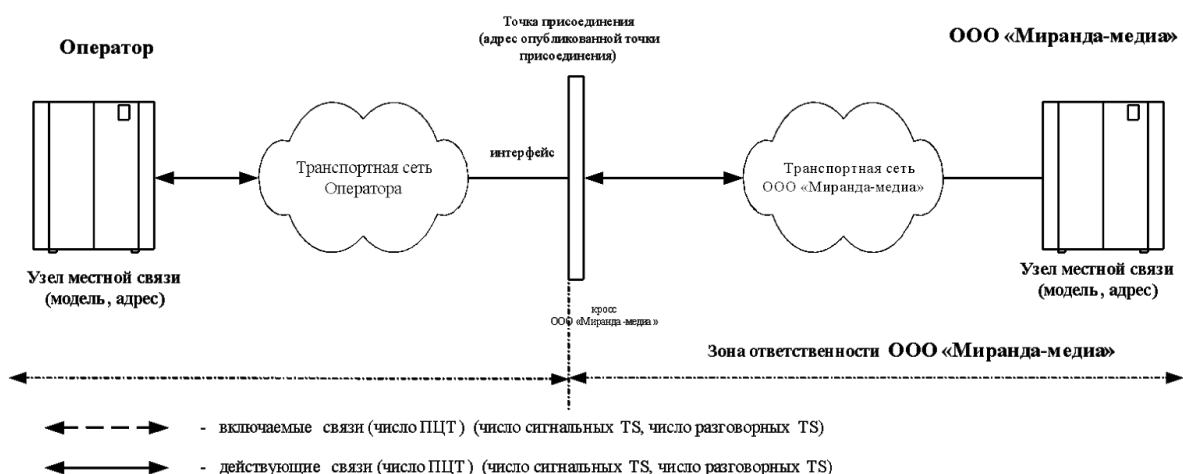 Оператор
Точка присоединения
(адрес опубликованной точки
присоединения)
ООО «Миранда-медиа»
Транспортная сеть
Оператора
интерфейс
Транспортная сеть
ООО «Миранда-медиа»
Узел местной связи
(модель, адрес)
Узел местной связи
(модель, адрес)
кросс
ООО «Миранда-медиа»
Зона ответственности ООО «Миранда-медиа»
- включаемые связи (число ПЦТ) (число сигнальных TS, число разговорных TS)
- действующие связи (число ПЦТ) (число сигнальных TS, число разговорных TS)